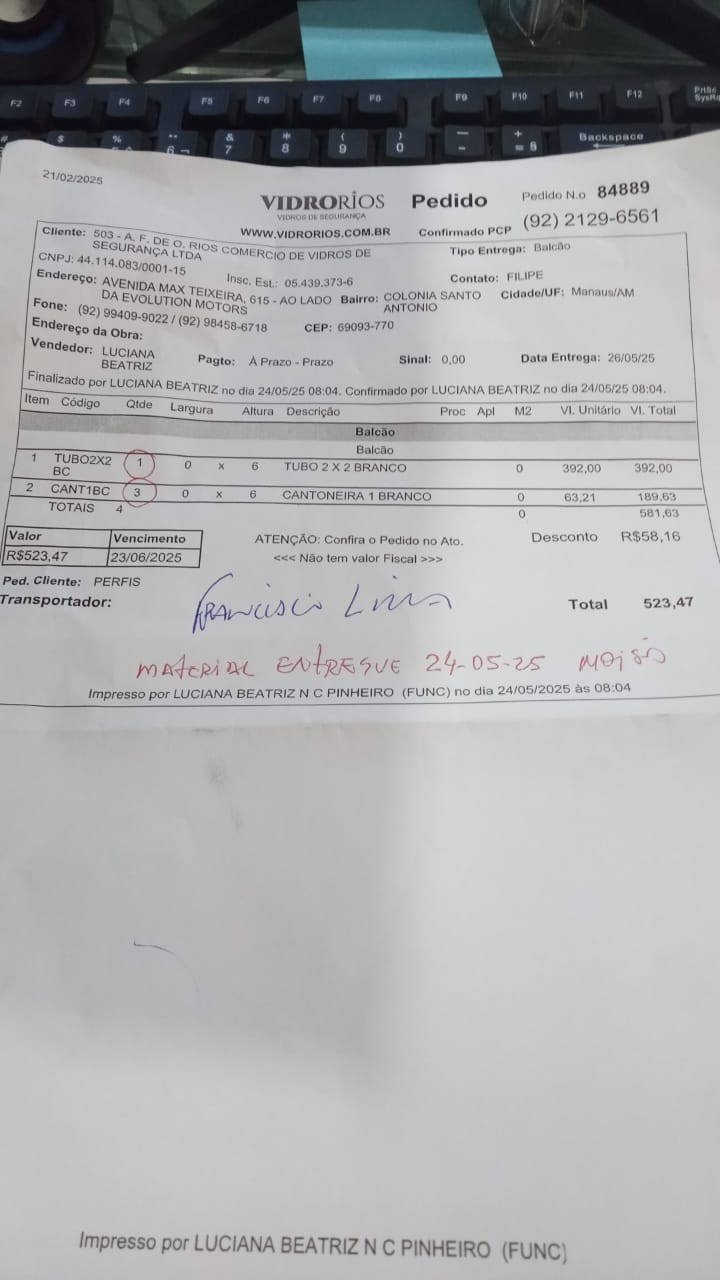 F2 F3 F4 F5 F6 F7 F8 F9 F10 F11 F12 PrtSc
# $ % 6 & 7 * 8 ( 9 ) 0 — - + = § Backspace
21/02/2025
VIDRORIOS Pedido Pedido N.o 84889
VIDROS DE SEGURANÇA
WWW.VIDRORIOS.COM.BR Confirmado PCP (92) 2129-6561
Cliente: 503 - A. F. DE O. RIOS COMERCIO DE VIDROS DE Tipo Entrega: Balcão
SEGURANÇA LTDA
CNPJ: 44.114.083/0001-15 Insc. Est.: 05.439.373-6 Contato: FILIPE
Endereço: AVENIDA MAX TEIXEIRA, 615 - AO LADO Bairro: COLONIA SANTO Cidade/UF: Manaus/AM
DA EVOLUTION MOTORS ANTONIO
Fone: (92) 99409-9022 / (92) 98458-6718 CEP: 69093-770
Endereço da Obra:
Vendedor: LUCIANA Pagto: À Prazo - Prazo Sinal: 0,00 Data Entrega: 26/05/25
BEATRIZ
Finalizado por LUCIANA BEATRIZ no dia 24/05/25 08:04. Confirmado por LUCIANA BEATRIZ no dia 24/05/25 08:04.
Item Código Qtde Largura Altura Descrição Proc Apl M2 Vl. Unitário Vl. Total
Balcão
Balcão
1 TUBO2X2 1 0 x 6 TUBO 2 X 2 BRANCO 0 392,00 392,00
BC
2 CANT1BC 3 0 x 6 CANTONEIRA 1 BRANCO 0 63,21 189,63
TOTAIS 4 0 581,63
Valor Vencimento ATENÇÃO: Confira o Pedido no Ato. Desconto R$58,16
R$523,47 23/06/2025 <<< Não tem valor Fiscal >>>
Ped. Cliente: PERFIS
Transportador: FRANCISCO LIMA Total 523,47
MATERIAL ENTREGUE 24-05-25 MOISÉS
Impresso por LUCIANA BEATRIZ N C PINHEIRO (FUNC) no dia 24/05/2025 às 08:04
Impresso por LUCIANA BEATRIZ N C PINHEIRO (FUNC)